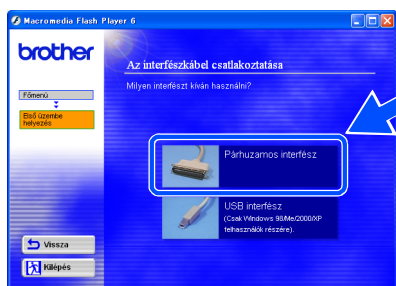 Macromedia Flash Player 6
brother
Az interfészkábel csatlakoztatása
Milyen interfészt kíván használni?
Főmenü
Első üzembe
helyezés
Párhuzamos interfész
USB interfész
(Csak Windows 98/Me/2000/XP
felhasználók részére).
Vissza
Kilépés